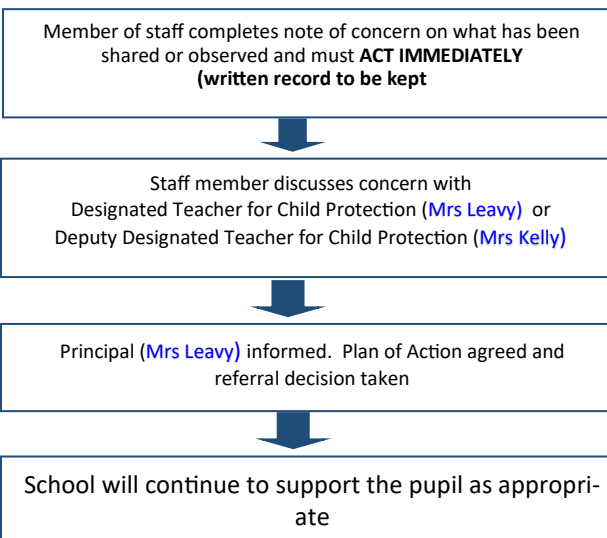 Member of staff completes note of concern on what has been
shared or observed and must ACT IMMEDIATELY
(written record to be kept
Staff member discusses concern with
Designated Teacher for Child Protection (Mrs Leavy) or
Deputy Designated Teacher for Child Protection (Mrs Kelly)
Principal (Mrs Leavy) informed. Plan of Action agreed and
referral decision taken
School will continue to support the pupil as appropri-
ate